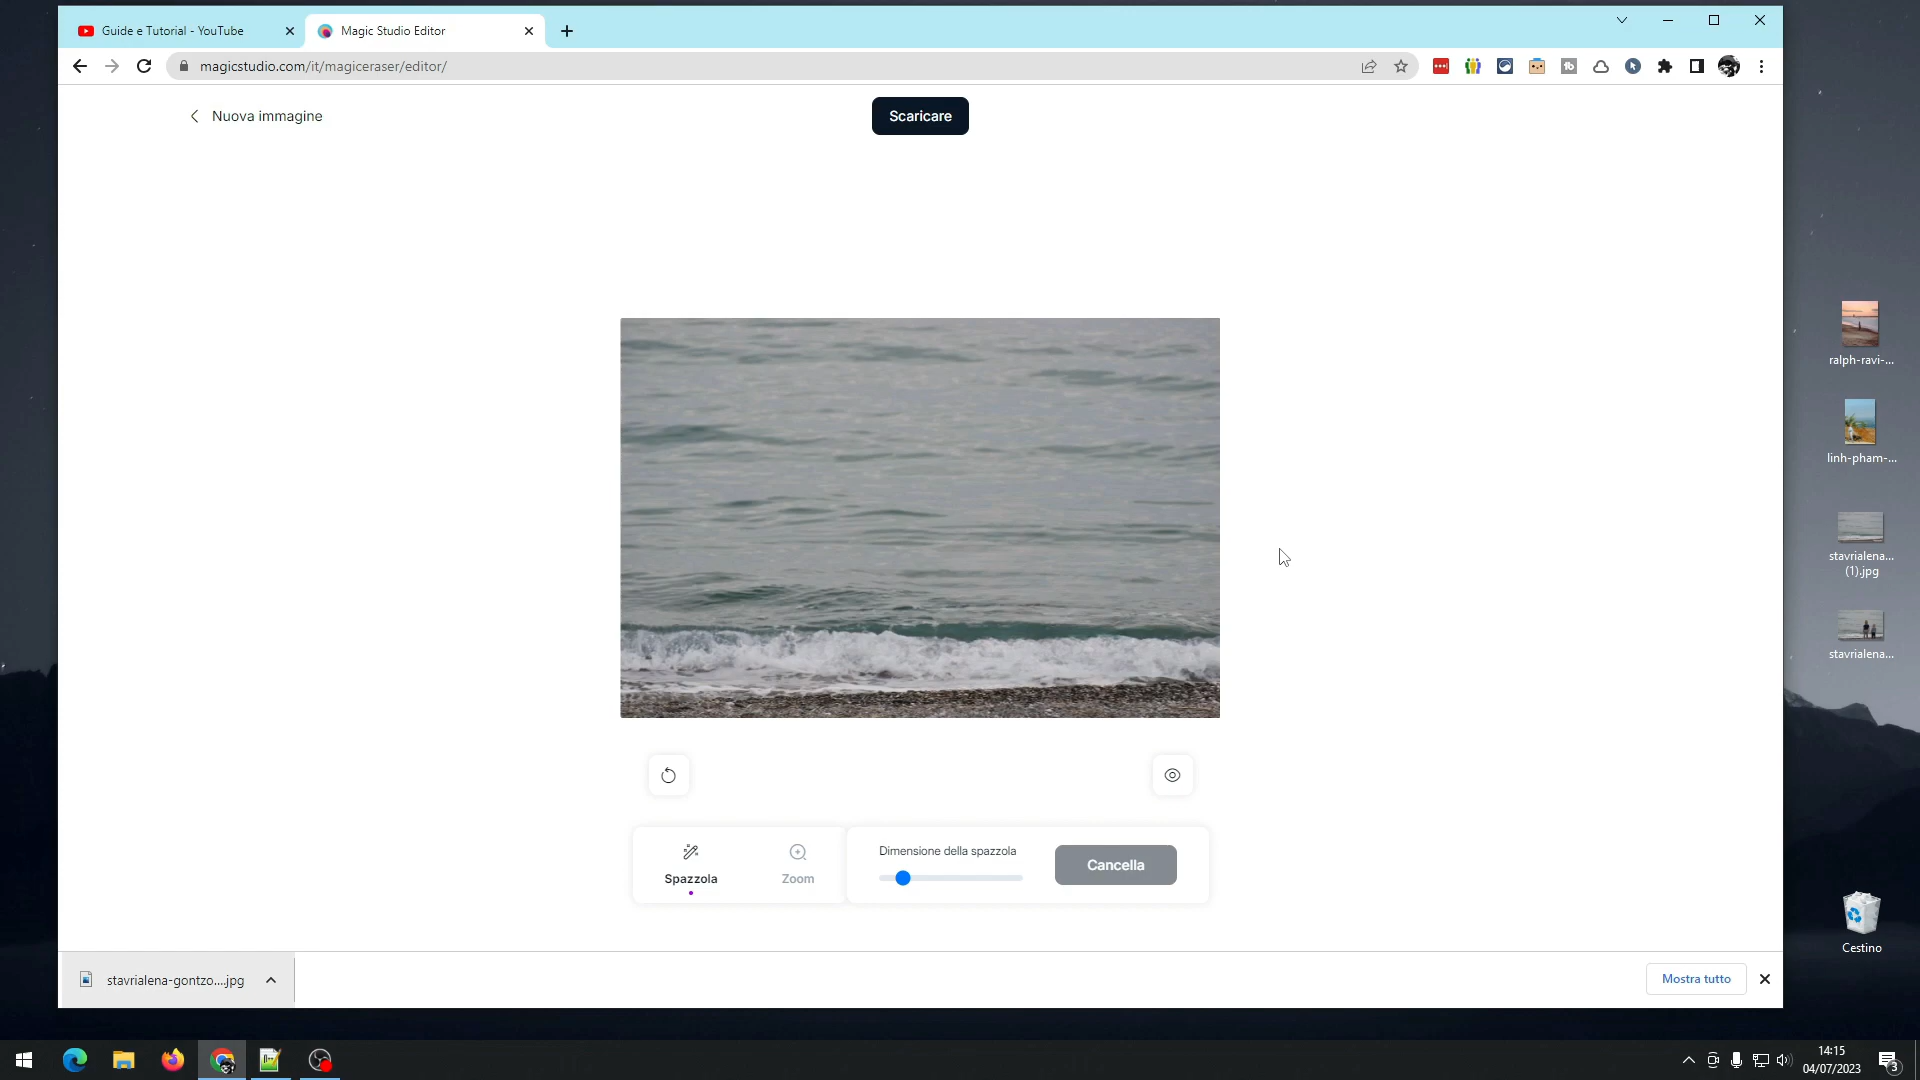 Guide e Tutorial - YouTube
Magic Studio Editor
magicstudio.com/it/magiceraser/editor/
Nuova immagine
Scaricare
ralph-ravi-...
linh-pham-...
stavrialena...
(1).jpg
stavrialena...
Spazzola
Zoom
Dimensione della spazzola
Cancella
Cestino
stavrialena-gontzo....jpg
Mostra tutto
14:15
04/07/2023
3